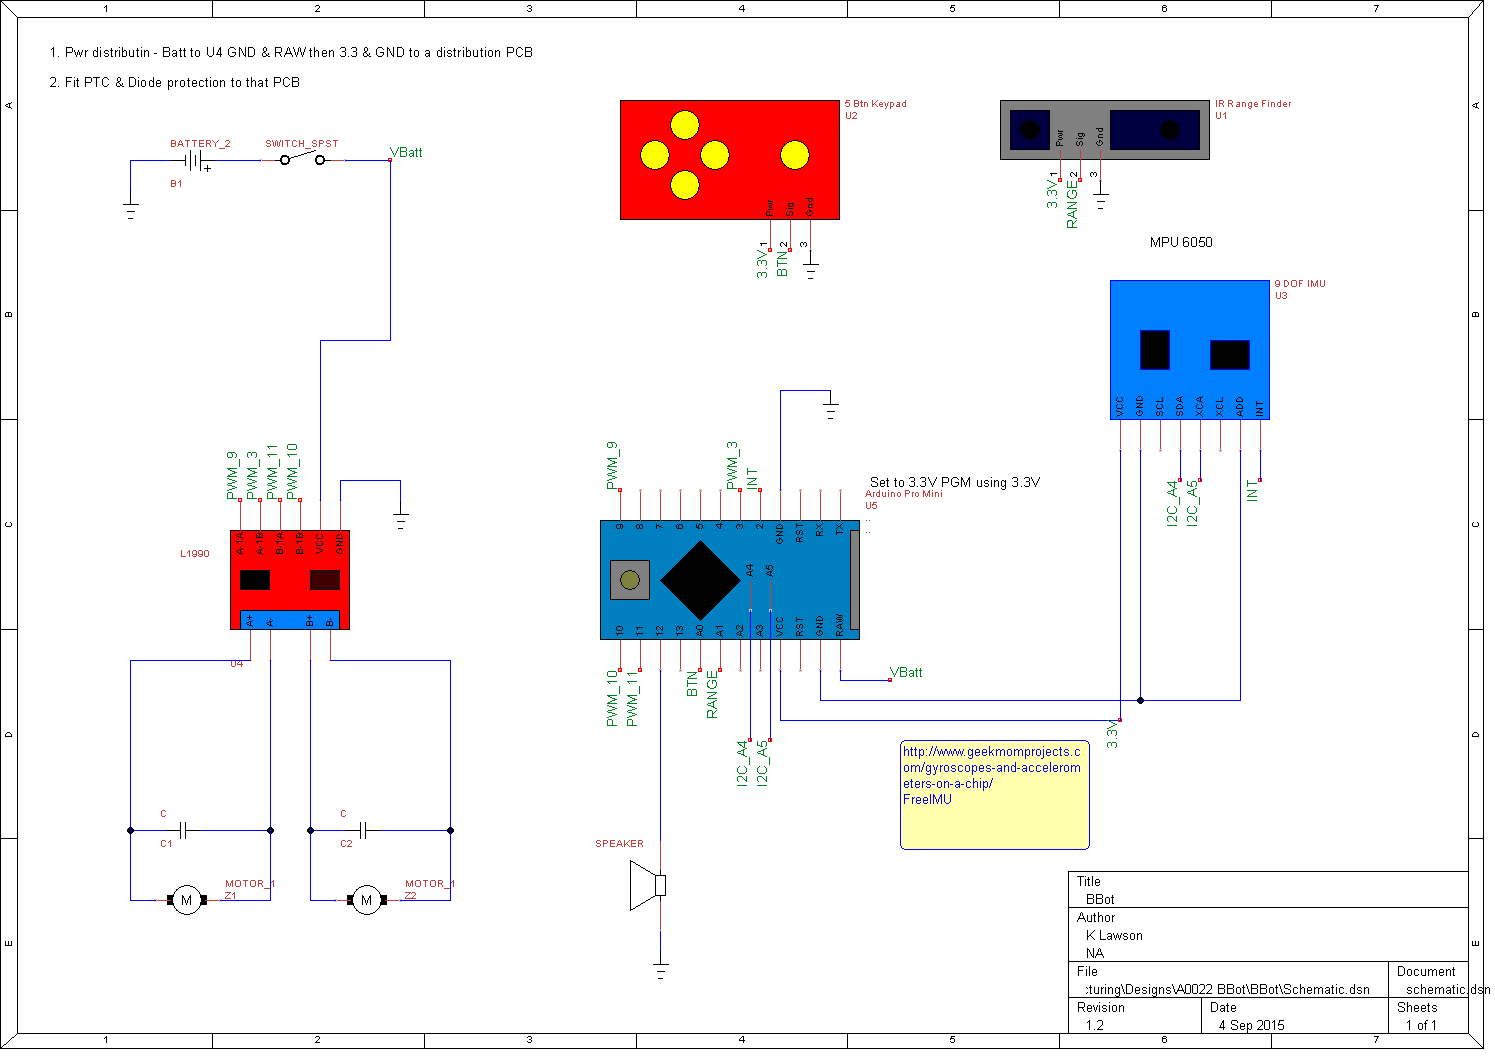 1 2 3 4 5 6 7
A A
B B
C C
D D
E E
1. Pwr distributin - Batt to U4 GND & RAW then 3.3 & GND to a distribution PCB
2. Fit PTC & Diode protection to that PCB
BATTERY_2
+
B1
SWITCH_SPST
VBatt
5 Btn Keypad
U2
Pwr Sig Gnd
1 2 3
3.3V
BTN
IR Range Finder
U1
Pwr Sig Gnd
1 2 3
3.3V
RANGE
MPU 6050
9 DOF IMU
U3
VCC GND SCL SDA XCA XCL ADD INT
I2C_A4
I2C_A5
INT
PWM_9
PWM_3
PWM_11
PWM_10
A-1A A-1B B-1A B-1B VCC GND
L1990
A+ A- B+ B-
U4
PWM_9
PWM_3
INT
Set to 3.3V PGM using 3.3V
Arduino Pro Mini
U5
9 8 7 6 5 4 3 2 GND RST RX TX
A4 A5
10 11 12 13 A0 A1 A2 A3 VCC RST GND RAW
PWM_10
PWM_11
BTN
RANGE
I2C_A4
I2C_A5
VBatt
3.3V
http://www.geekmomprojects.c
om/gyroscopes-and-accelerom
eters-on-a-chip/
FreeIMU
C
C1
C
C2
MOTOR_1
Z1
M
MOTOR_1
Z2
M
SPEAKER
Title
BBot
Author
K Lawson
NA
File
:turing\Designs\A0022 BBot\BBot\Schematic.dsn
Document
schematic.dsn
Revision
1.2
Date
4 Sep 2015
Sheets
1 of 1
1 2 3 4 5 6 7